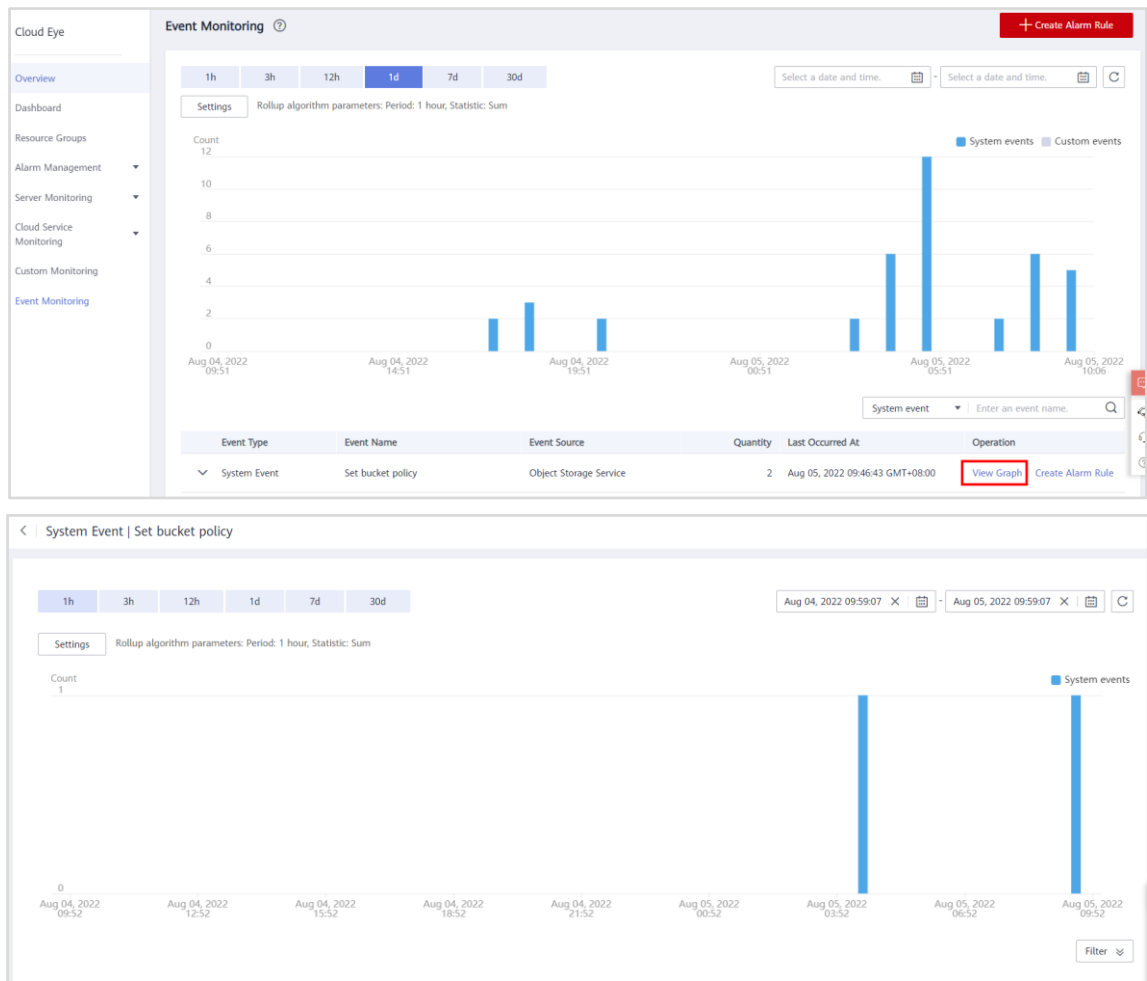 Cloud Eye
Overview
Dashboard
Resource Groups
Alarm Management
Server Monitoring
Cloud Service
Monitoring
Custom Monitoring
Event Monitoring
Event Monitoring ?
+ Create Alarm Rule
1h 3h 12h 1d 7d 30d
Select a date and time. - Select a date and time.
Settings Rollup algorithm parameters: Period: 1 hour, Statistic: Sum
Count
System events Custom events
12
10
8
6
4
2
0
Aug 04, 2022 Aug 04, 2022 Aug 04, 2022 Aug 05, 2022 Aug 05, 2022 Aug 05, 2022
09:51 14:51 19:51 00:51 05:51 10:06
System event Enter an event name.
Event Type Event Name Event Source Quantity Last Occurred At Operation
System Event Set bucket policy Object Storage Service 2 Aug 05, 2022 09:46:43 GMT+08:00 View Graph Create Alarm Rule
< System Event | Set bucket policy
1h 3h 12h 1d 7d 30d
Aug 04, 2022 09:59:07 - Aug 05, 2022 09:59:07
Settings Rollup algorithm parameters: Period: 1 hour, Statistic: Sum
Count
System events
1
0
Aug 04, 2022 Aug 04, 2022 Aug 04, 2022 Aug 04, 2022 Aug 04, 2022 Aug 05, 2022 Aug 05, 2022 Aug 05, 2022 Aug 05, 2022
09:52 12:52 15:52 18:52 21:52 00:52 03:52 06:52 09:52
Filter